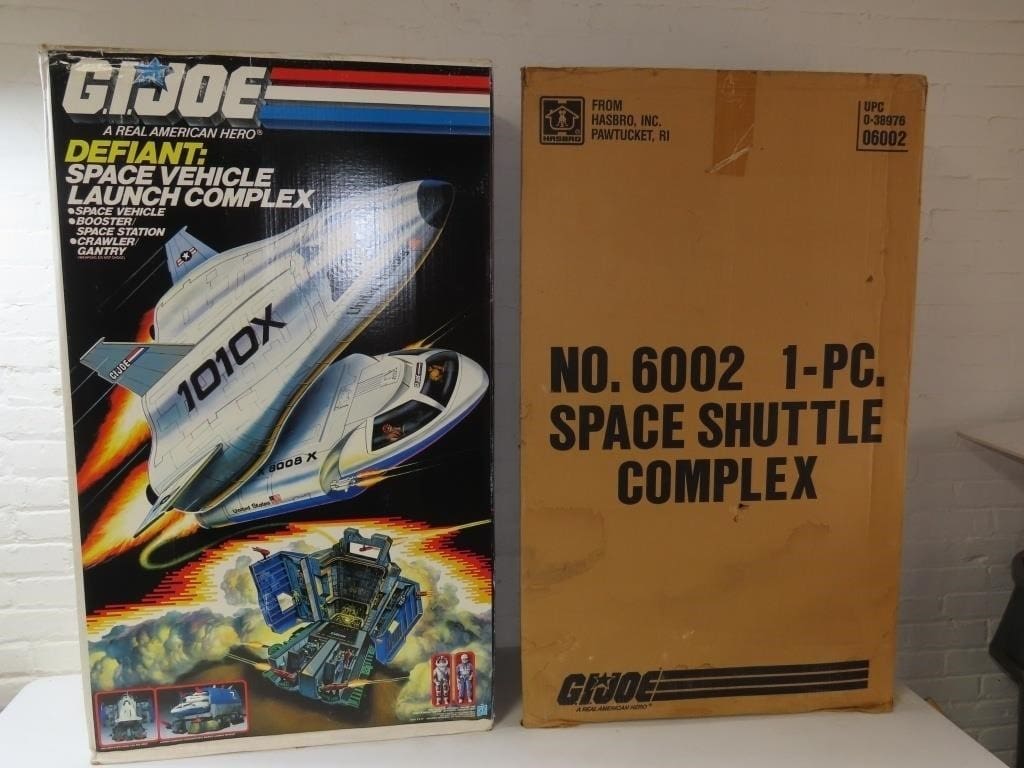 G.I. JOE
A REAL AMERICAN HERO®
DEFIANT:
SPACE VEHICLE
LAUNCH COMPLEX
•SPACE VEHICLE
•BOOSTER/
SPACE STATION
•CRAWLER/
GANTRY
1010X
G.I. JOE
8008 X
United States
HASBRO
FROM
HASBRO, INC.
PAWTUCKET, RI
UPC
0-38976
06002
NO. 6002 1-PC.
SPACE SHUTTLE
COMPLEX
G.I. JOE
A REAL AMERICAN HERO®